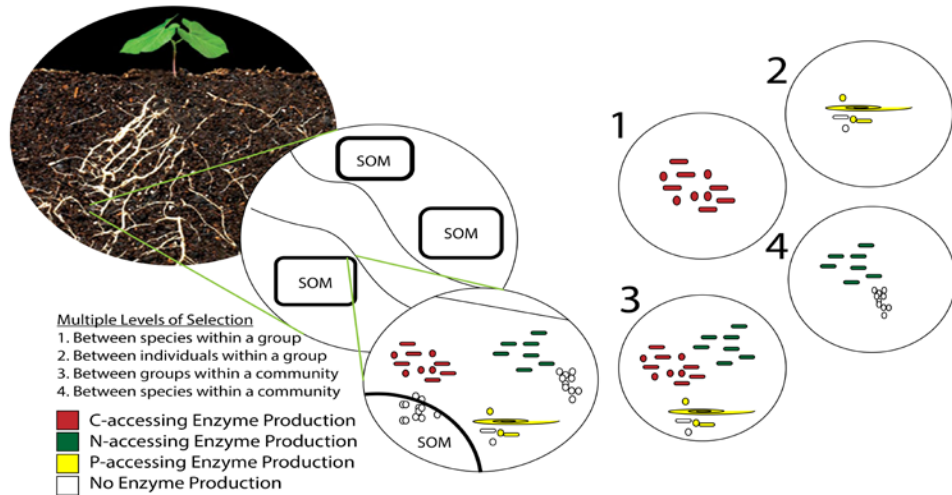 SOM
SOM
SOM
SOM
1
2
3
4
Multiple Levels of Selection
1. Between species within a group
2. Between individuals within a group
3. Between groups within a community
4. Between species within a community
C-accessing Enzyme Production
N-accessing Enzyme Production
P-accessing Enzyme Production
No Enzyme Production